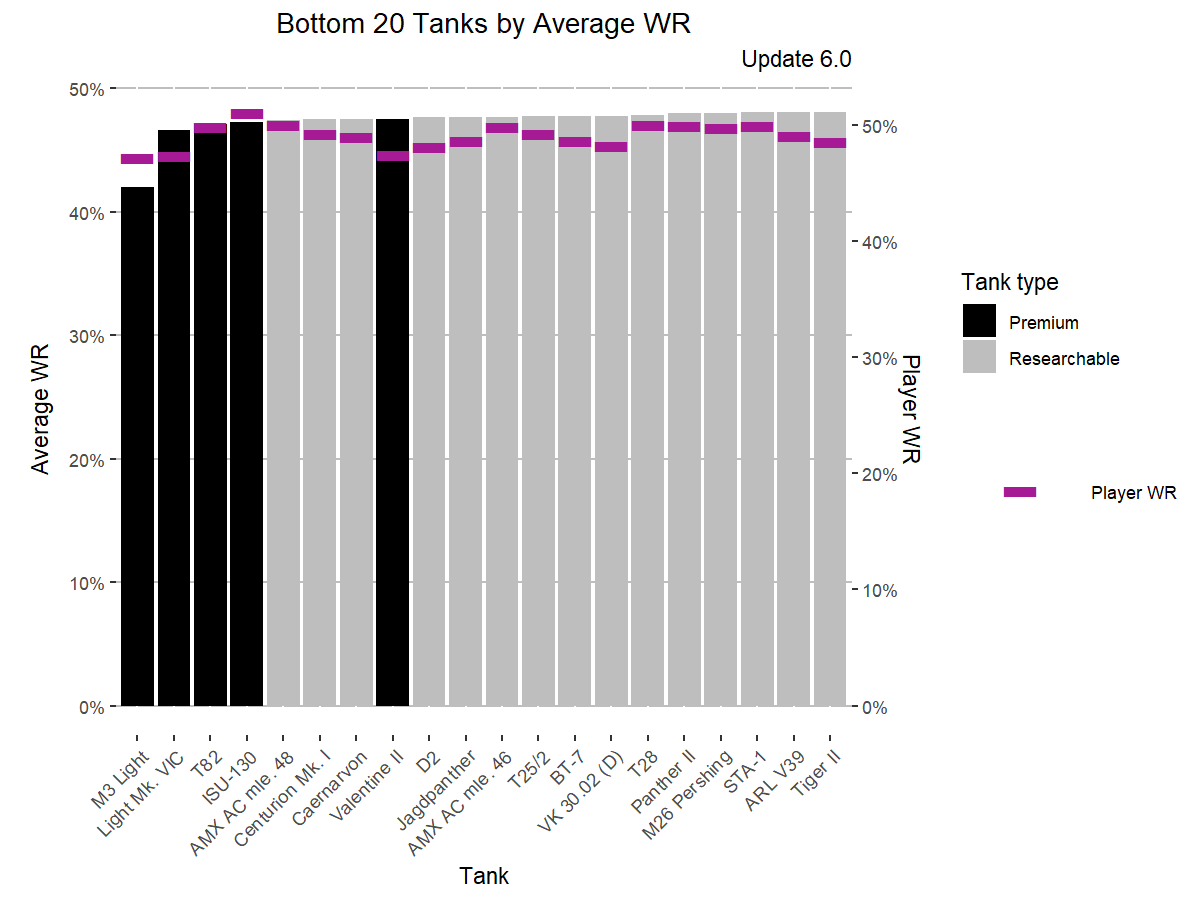 Bottom 20 Tanks by Average WR
Update 6.0
Average WR
50%
40%
30%
20%
10%
0%
50%
40%
30%
20%
10%
0%
Player WR
M3 Light
Light Mk. VIC
T82
ISU-130
AMX AC mle. 48
Centurion Mk. I
Caernarvon
Valentine II
D2
Jagdpanther
AMX AC mle. 46
T25/2
BT-7
VK 30.02 (D)
T28
Panther II
M26 Pershing
STA-1
ARL V39
Tiger II
Tank
Tank type
Premium
Researchable
Player WR